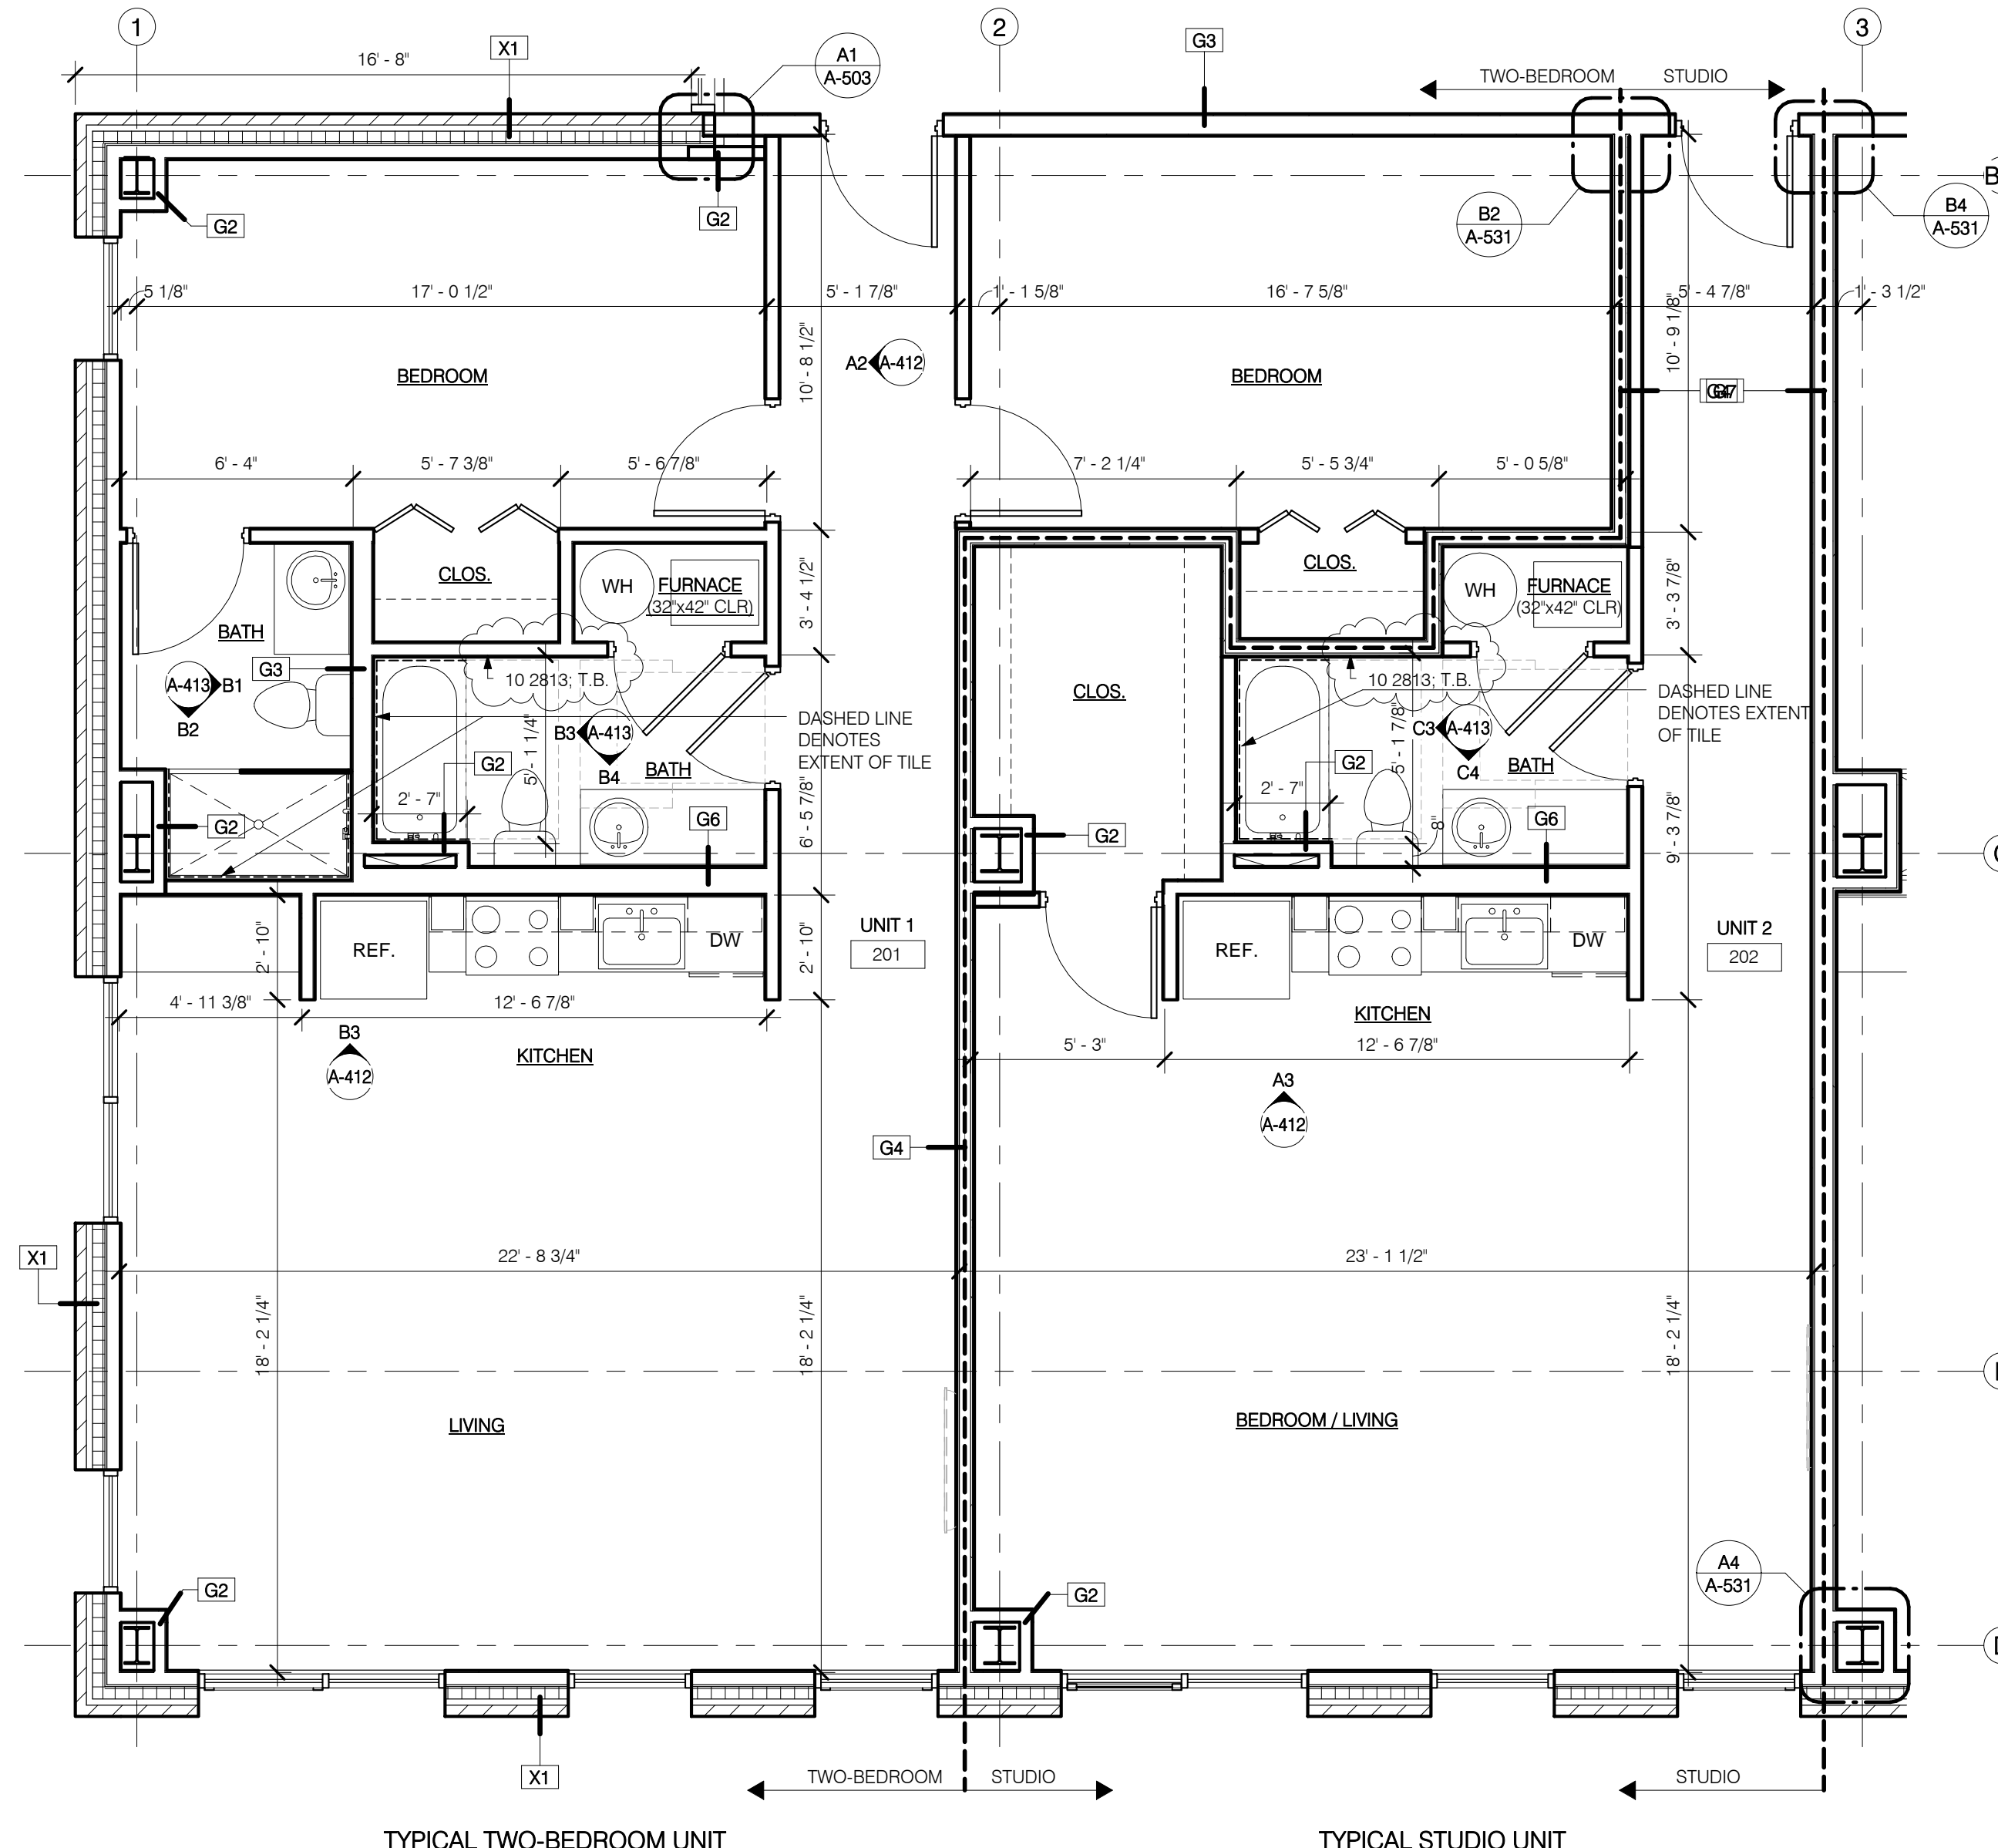 1
2
3
16' - 8"
X1
A1
A-503
G3
TWO-BEDROOM
STUDIO
B
G2
G2
B2
A-531
B4
A-531
5 1/8"
17' - 0 1/2"
5' - 1 7/8"
1' - 1 5/8"
16' - 7 5/8"
5' - 4 7/8"
1' - 3 1/2"
10' - 8 1/2"
10' - 9 1/8"
BEDROOM
A2
A-412
BEDROOM
6' - 4"
5' - 7 3/8"
5' - 6 7/8"
7' - 2 1/4"
5' - 5 3/4"
5' - 0 5/8"
CLOS.
WH
FURNACE
(32"x42" CLR)
3' - 4 1/2"
CLOS.
WH
FURNACE
(32"x42" CLR)
3' - 3 7/8"
BATH
G3
A-413
B1
B2
10 2813; T.B.
CLOS.
10 2813; T.B.
DASHED LINE
DENOTES
EXTENT OF TILE
DASHED LINE
DENOTES EXTENT
OF TILE
5' - 1 1/4"
B3
A-413
B4
BATH
G2
2' - 7"
G6
6' - 5 7/8"
5' - 1 7/8"
C3
A-413
C4
BATH
G2
2' - 7"
8"
G6
9' - 3 7/8"
G2
G2
2' - 10"
REF.
DW
2' - 10"
UNIT 1
201
REF.
DW
UNIT 2
202
4' - 11 3/8"
12' - 6 7/8"
KITCHEN
5' - 3"
12' - 6 7/8"
B3
A-412
KITCHEN
A3
A-412
G4
X1
22' - 8 3/4"
23' - 1 1/2"
18' - 2 1/4"
18' - 2 1/4"
18' - 2 1/4"
LIVING
BEDROOM / LIVING
G2
G2
A4
A-531
X1
TWO-BEDROOM
STUDIO
STUDIO
TYPICAL TWO-BEDROOM UNIT
TYPICAL STUDIO UNIT